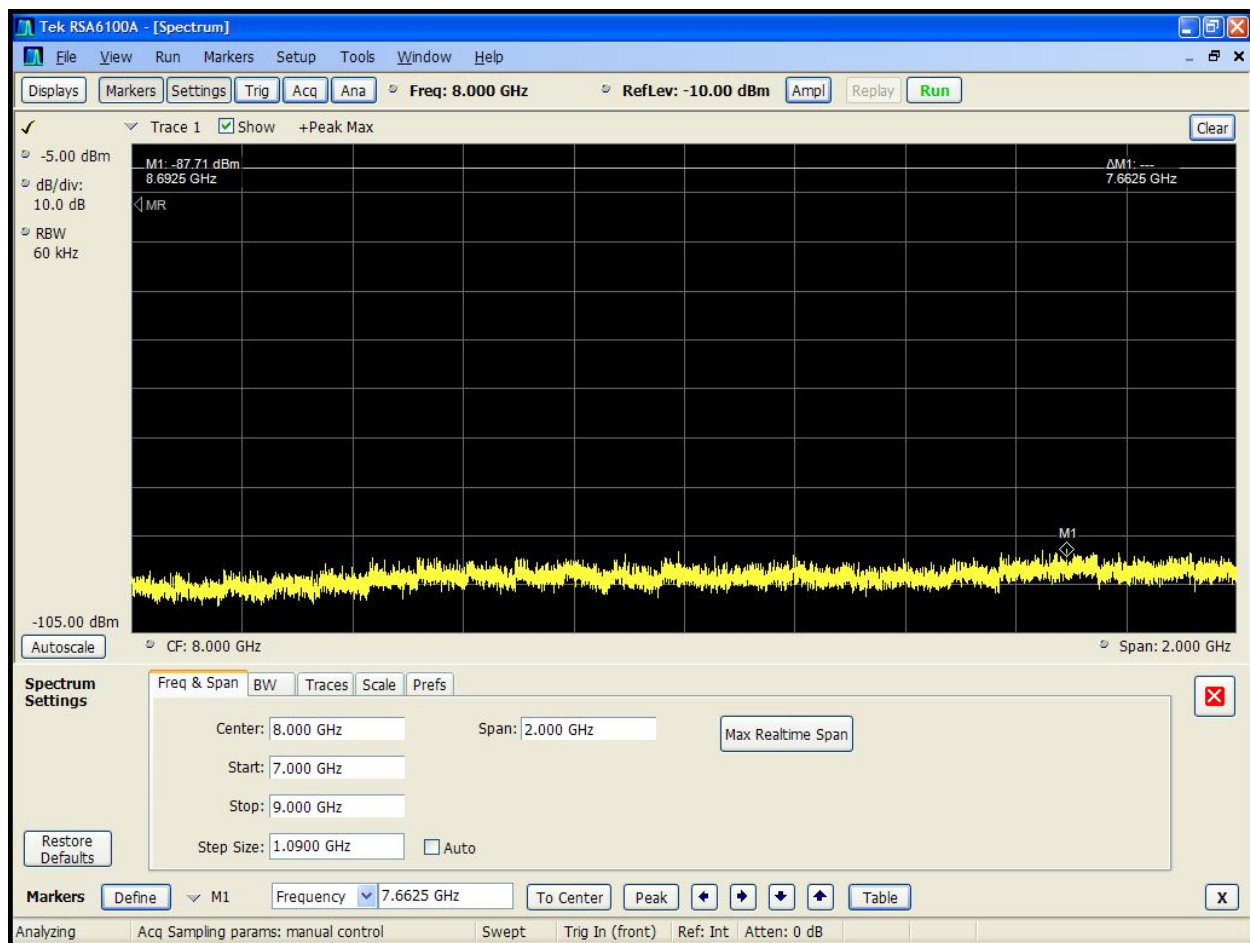 Tek RSA6100A - [Spectrum]
File View Run Markers Setup Tools Window Help
Displays Markers Settings Trig Acq Ana Freq: 8.000 GHz RefLev: -10.00 dBm Ampl Replay Run
Trace 1 Show +Peak Max Clear
-5.00 dBm
dB/div:
10.0 dB
RBW
60 kHz
M1: -87.71 dBm
8.6925 GHz
MR
ΔM1: ---
7.6625 GHz
M1
-105.00 dBm
Autoscale CF: 8.000 GHz Span: 2.000 GHz
Spectrum
Settings
Freq & Span BW Traces Scale Prefs
Center: 8.000 GHz Span: 2.000 GHz Max Realtime Span
Start: 7.000 GHz
Stop: 9.000 GHz
Step Size: 1.0900 GHz Auto
Restore
Defaults
Markers Define M1 Frequency 7.6625 GHz To Center Peak Table X
Analyzing Acq Sampling params: manual control Swept Trig In (front) Ref: Int Atten: 0 dB